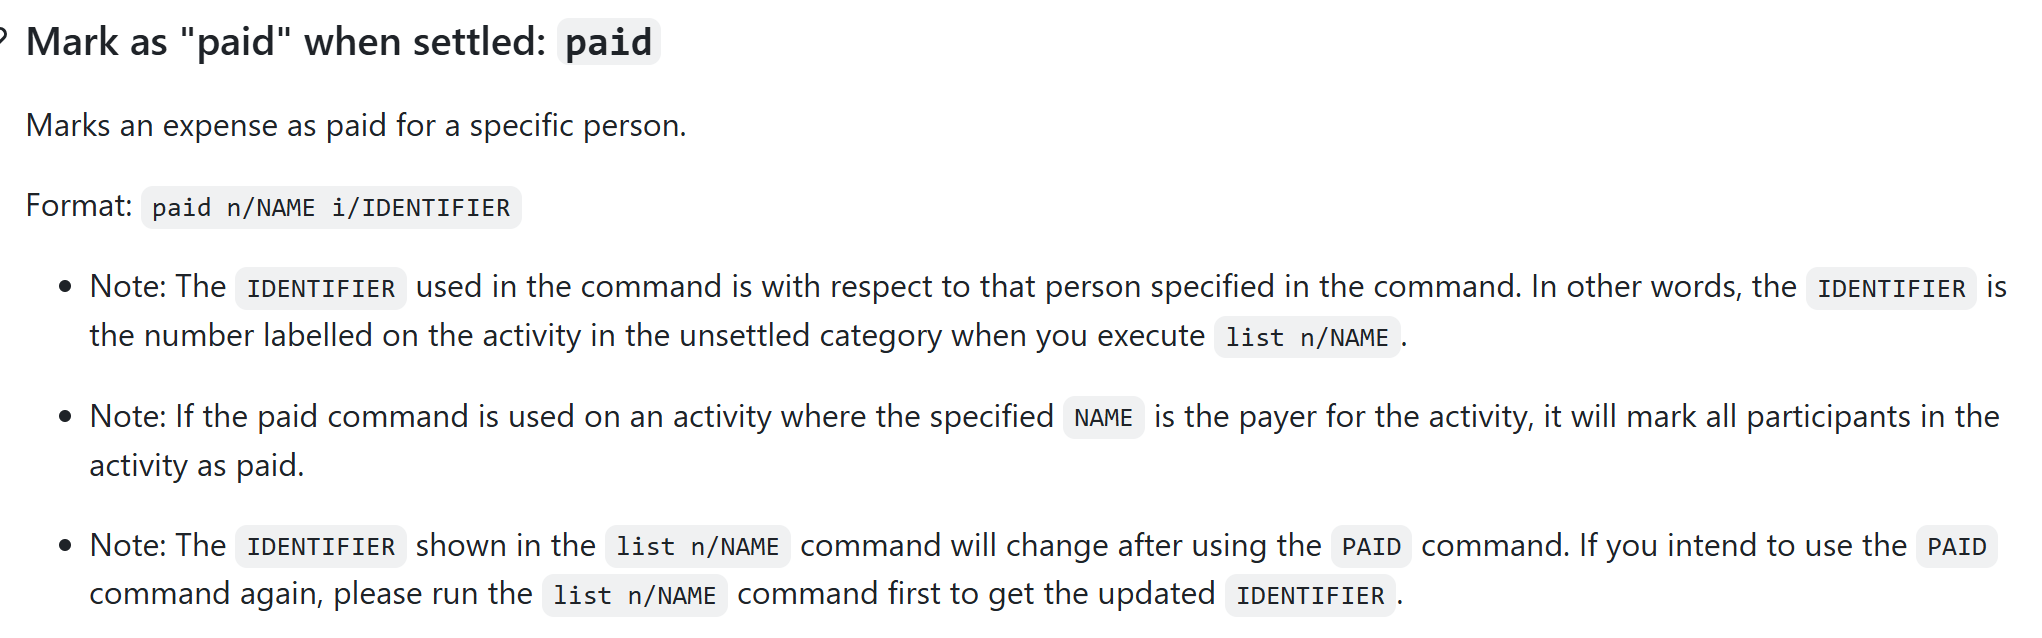 Mark as "paid" when settled: paid
Marks an expense as paid for a specific person.
Format: paid n/NAME i/IDENTIFIER
Note: The IDENTIFIER used in the command is with respect to that person specified in the command. In other words, the IDENTIFIER is
the number labelled on the activity in the unsettled category when you execute list n/NAME.
Note: If the paid command is used on an activity where the specified NAME is the payer for the activity, it will mark all participants in the
activity as paid.
Note: The IDENTIFIER shown in the list n/NAME command will change after using the PAID command. If you intend to use the PAID
command again, please run the list n/NAME command first to get the updated IDENTIFIER.